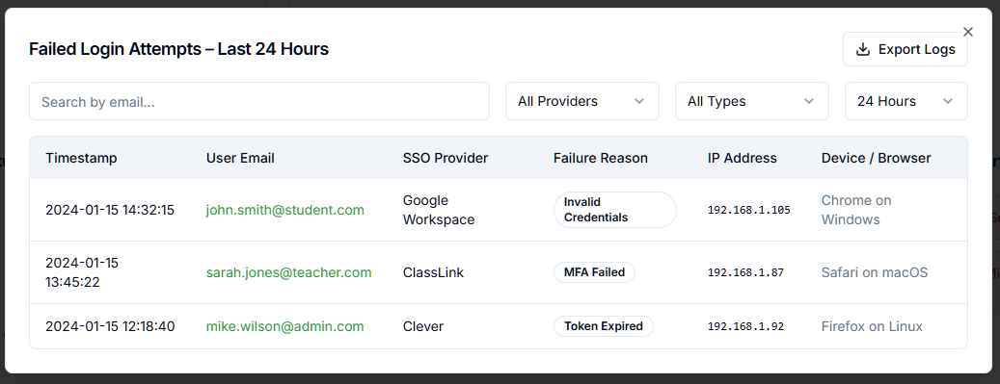 Failed Login Attempts – Last 24 Hours
Export Logs
Search by email...
All Providers
All Types
24 Hours
Timestamp User Email SSO Provider Failure Reason IP Address Device / Browser
2024-01-15 14:32:15 john.smith@student.com Google Workspace Invalid Credentials 192.168.1.105 Chrome on Windows
2024-01-15 13:45:22 sarah.jones@teacher.com ClassLink MFA Failed 192.168.1.87 Safari on macOS
2024-01-15 12:18:40 mike.wilson@admin.com Clever Token Expired 192.168.1.92 Firefox on Linux